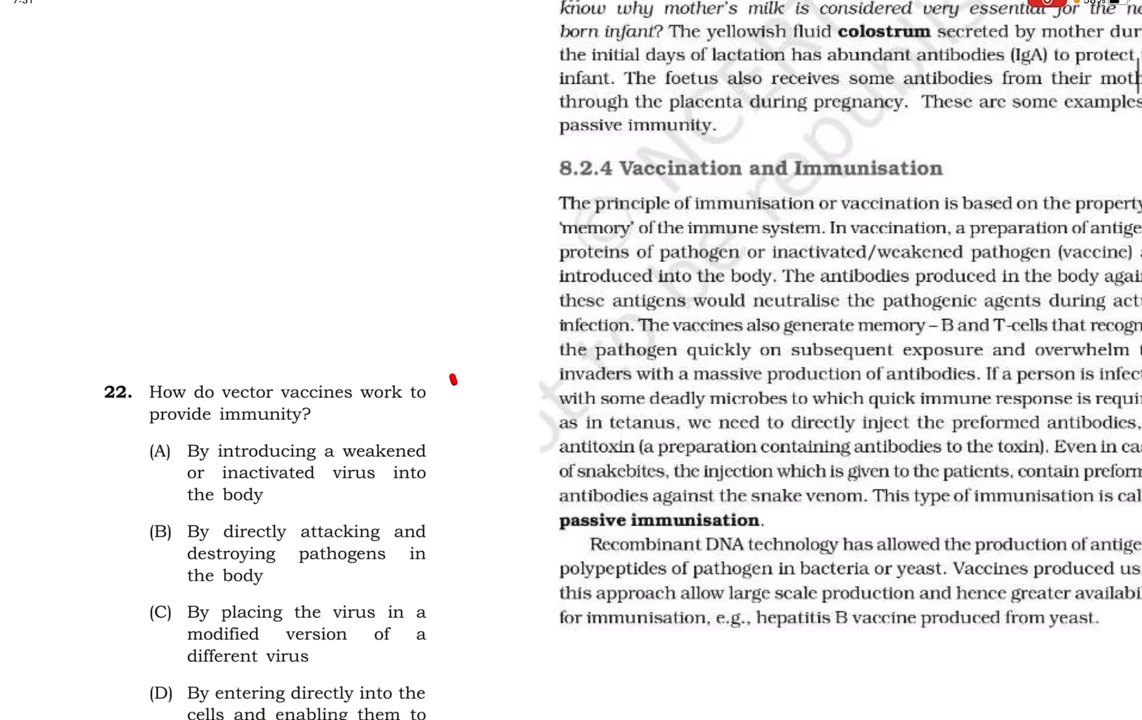 7:31
58%
22. How do vector vaccines work to
provide immunity?
(A) By introducing a weakened
or inactivated virus into
the body
(B) By directly attacking and
destroying pathogens in
the body
(C) By placing the virus in a
modified version of a
different virus
(D) By entering directly into the
cells and enabling them to
know why mother's milk is considered very essential for the ne
born infant? The yellowish fluid colostrum secreted by mother dur
the initial days of lactation has abundant antibodies (IgA) to protect
infant. The foetus also receives some antibodies from their moth
through the placenta during pregnancy. These are some examples
passive immunity.
8.2.4 Vaccination and Immunisation
The principle of immunisation or vaccination is based on the property
'memory' of the immune system. In vaccination, a preparation of antige
proteins of pathogen or inactivated/weakened pathogen (vaccine) a
introduced into the body. The antibodies produced in the body agai
these antigens would neutralise the pathogenic agents during act
infection. The vaccines also generate memory – B and T-cells that recogn
the pathogen quickly on subsequent exposure and overwhelm t
invaders with a massive production of antibodies. If a person is infect
with some deadly microbes to which quick immune response is requir
as in tetanus, we need to directly inject the preformed antibodies,
antitoxin (a preparation containing antibodies to the toxin). Even in ca
of snakebites, the injection which is given to the patients, contain preform
antibodies against the snake venom. This type of immunisation is cal
passive immunisation.
Recombinant DNA technology has allowed the production of antige
polypeptides of pathogen in bacteria or yeast. Vaccines produced us
this approach allow large scale production and hence greater availabi
for immunisation, e.g., hepatitis B vaccine produced from yeast.
© NCERT
not to be republi